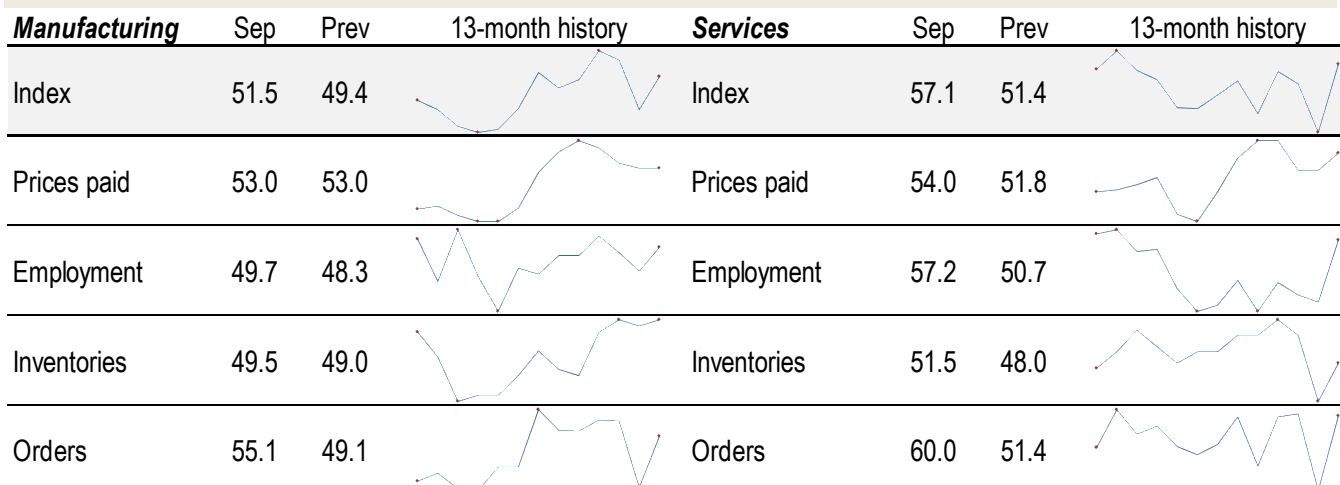 Manufacturing Sep Prev 13-month history Services Sep Prev 13-month history
Index 51.5 49.4 Index 57.1 51.4
Prices paid 53.0 53.0 Prices paid 54.0 51.8
Employment 49.7 48.3 Employment 57.2 50.7
Inventories 49.5 49.0 Inventories 51.5 48.0
Orders 55.1 49.1 Orders 60.0 51.4